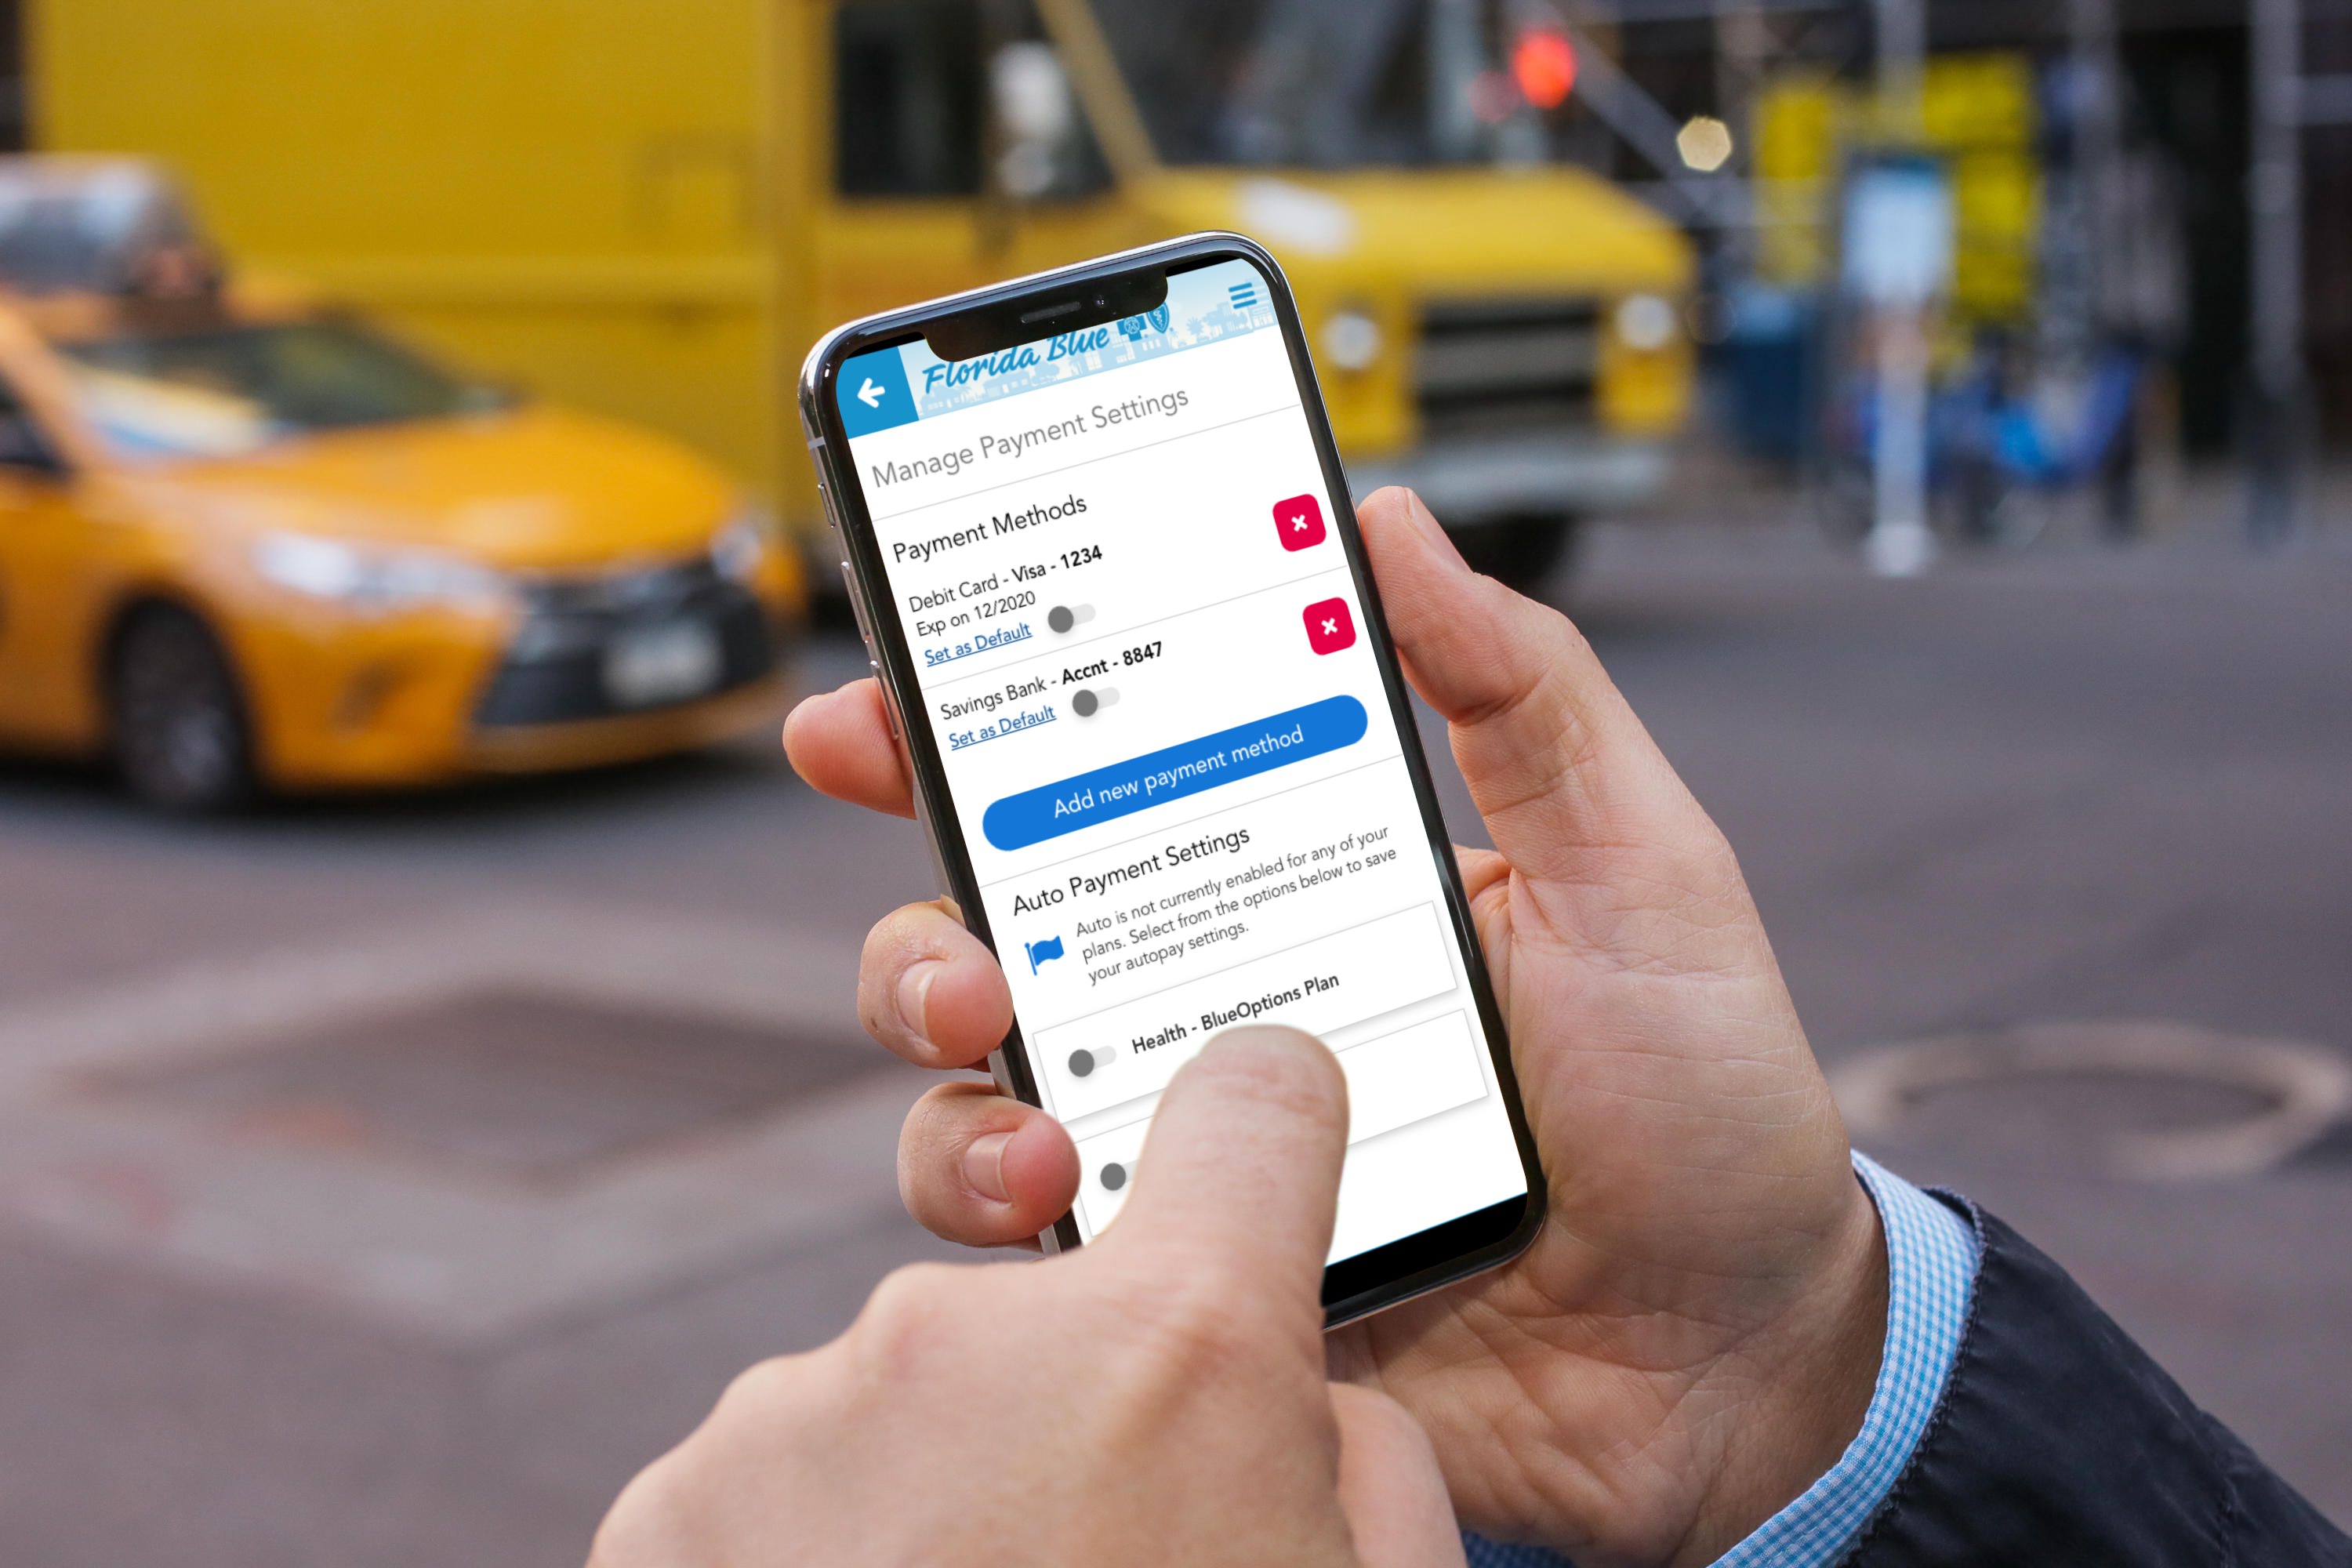 Florida Blue
Manage Payment Settings
Payment Methods
Debit Card - Visa - 1234
Exp on 12/2020
Set as Default
Savings Bank - Accnt - 8847
Set as Default
Add new payment method
Auto Payment Settings
Auto is not currently enabled for any of your
plans. Select from the options below to save
your autopay settings.
Health - BlueOptions Plan